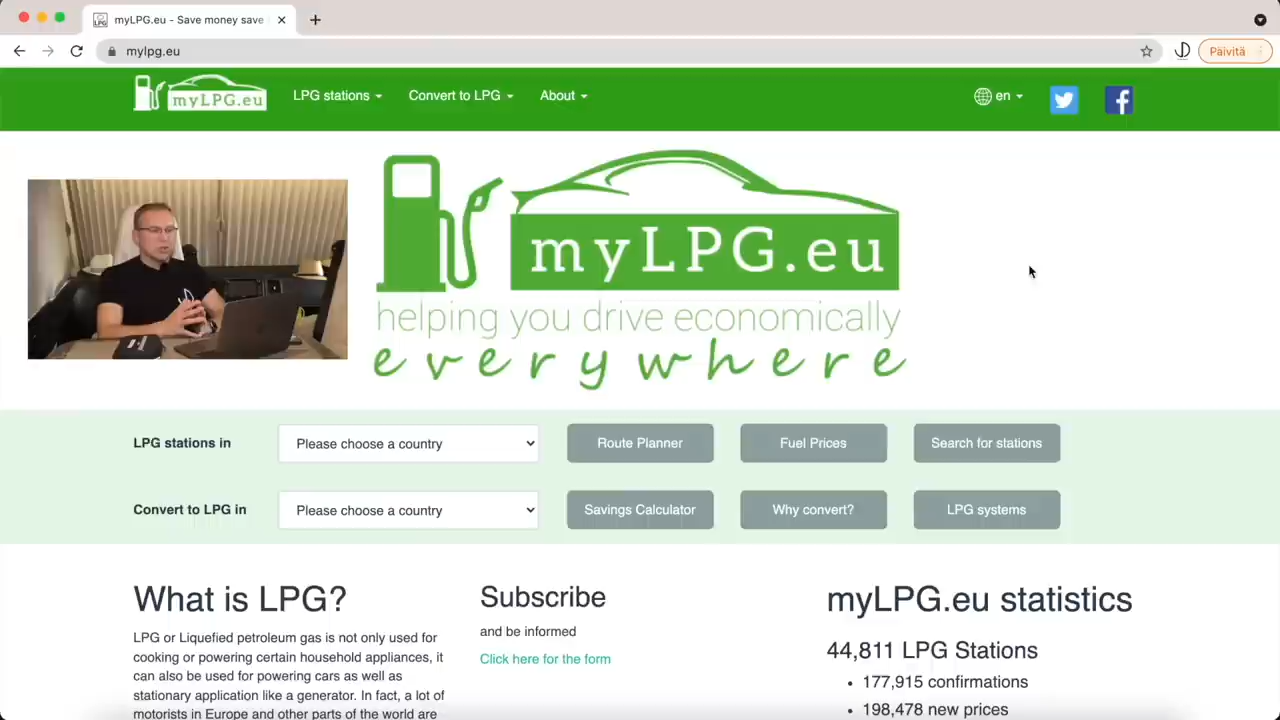 myLPG.eu - Save money save
mylpg.eu
Päivitä
myLPG.eu
LPG stations
Convert to LPG
About
en
myLPG.eu
helping you drive economically
everywhere
LPG stations in
Please choose a country
Route Planner
Fuel Prices
Search for stations
Convert to LPG in
Please choose a country
Savings Calculator
Why convert?
LPG systems
What is LPG?
LPG or Liquefied petroleum gas is not only used for
cooking or powering certain household appliances, it
can also be used for powering cars as well as
stationary application like a generator. In fact, a lot of
motorists in Europe and other parts of the world are
Subscribe
and be informed
Click here for the form
myLPG.eu statistics
44,811 LPG Stations
177,915 confirmations
198,478 new prices